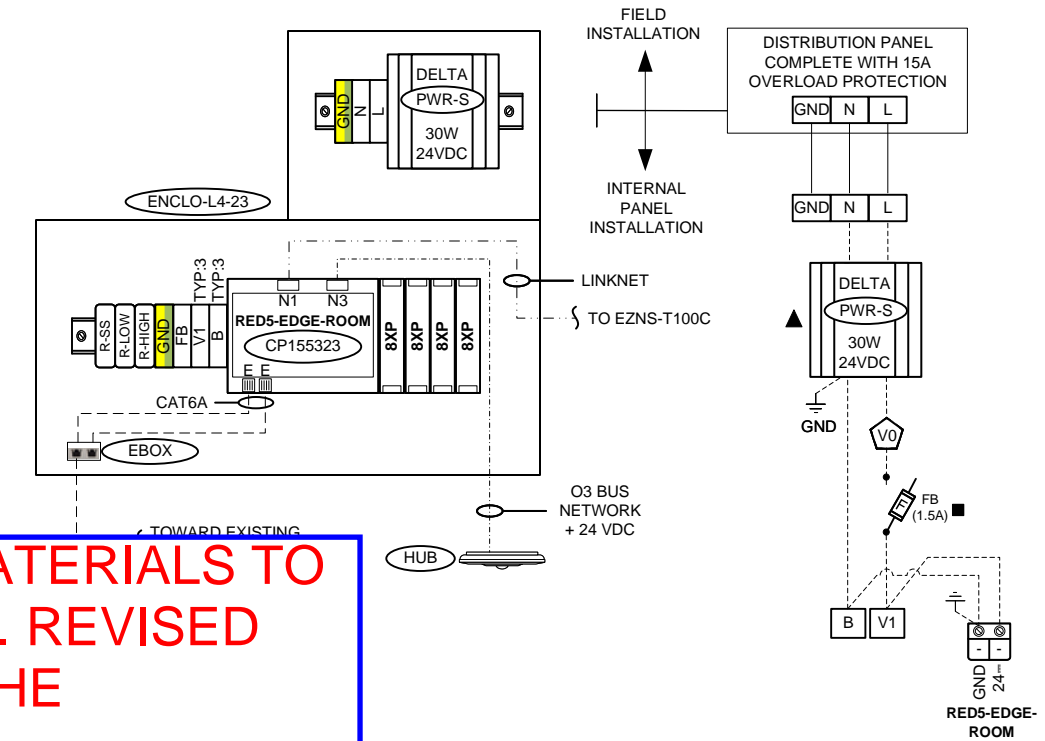 FIELD
INSTALLATION
DISTRIBUTION PANEL
COMPLETE WITH 15A
OVERLOAD PROTECTION
GND N L
DELTA
PWR-S
30W
24VDC
GND
N
L
INTERNAL
PANEL
INSTALLATION
GND N L
ENCLO-L4-23
LINKNET
TO EZNS-T100C
DELTA
PWR-S
30W
24VDC
GND
V0
R-SS
R-LOW
R-HIGH
GND
FB
V1
B
TYP:3
TYP:3
N1 N3
RED5-EDGE-ROOM
CP155323
E E
8XP
8XP
8XP
8XP
CAT6A
EBOX
O3 BUS
NETWORK
+ 24 VDC
HUB
F
FB
(1.5A)
TOWARD EXISTING
ATERIALS TO
REVISED
HE
B V1
- -
GND
24
RED5-EDGE-
ROOM